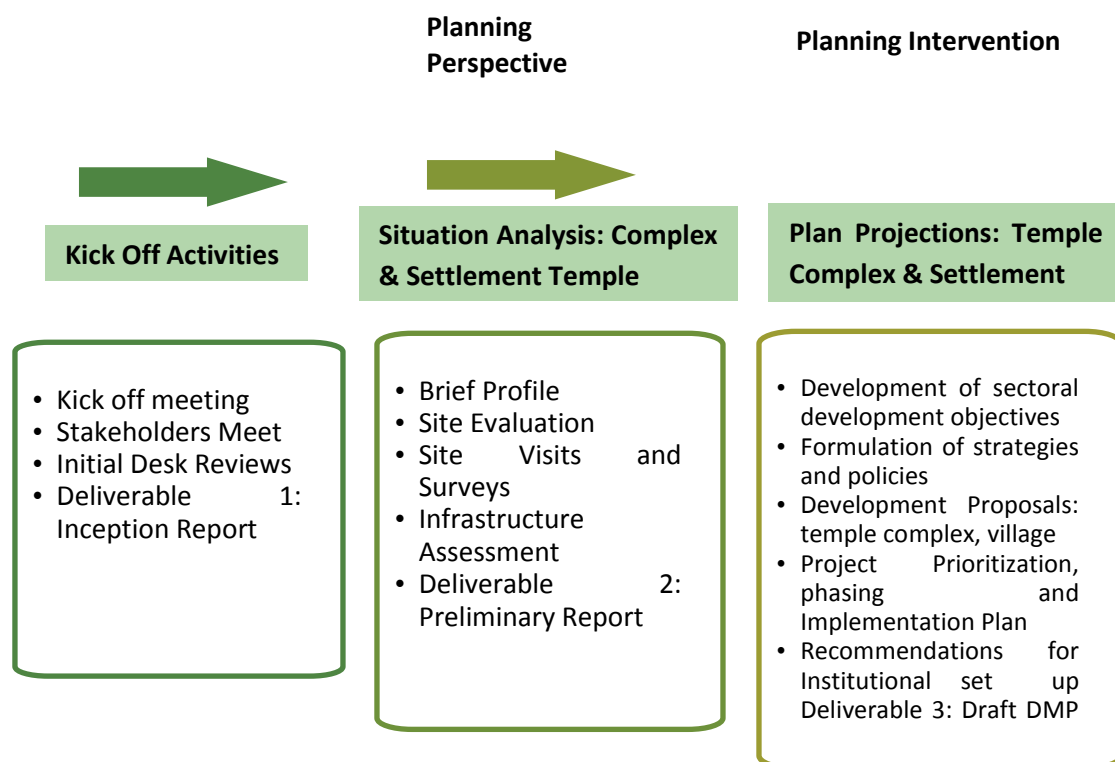 Planning
Perspective
Planning Intervention
Kick Off Activities
Situation Analysis: Complex
& Settlement Temple
Plan Projections: Temple
Complex & Settlement
• Kick off meeting
• Stakeholders Meet
• Initial Desk Reviews
• Deliverable 1:
Inception Report
• Brief Profile
• Site Evaluation
• Site Visits and
Surveys
• Infrastructure
Assessment
• Deliverable 2:
Preliminary Report
• Development of sectoral
development objectives
• Formulation of strategies
and policies
• Development Proposals:
temple complex, village
• Project Prioritization,
phasing and
Implementation Plan
• Recommendations for
Institutional set up
Deliverable 3: Draft DMP